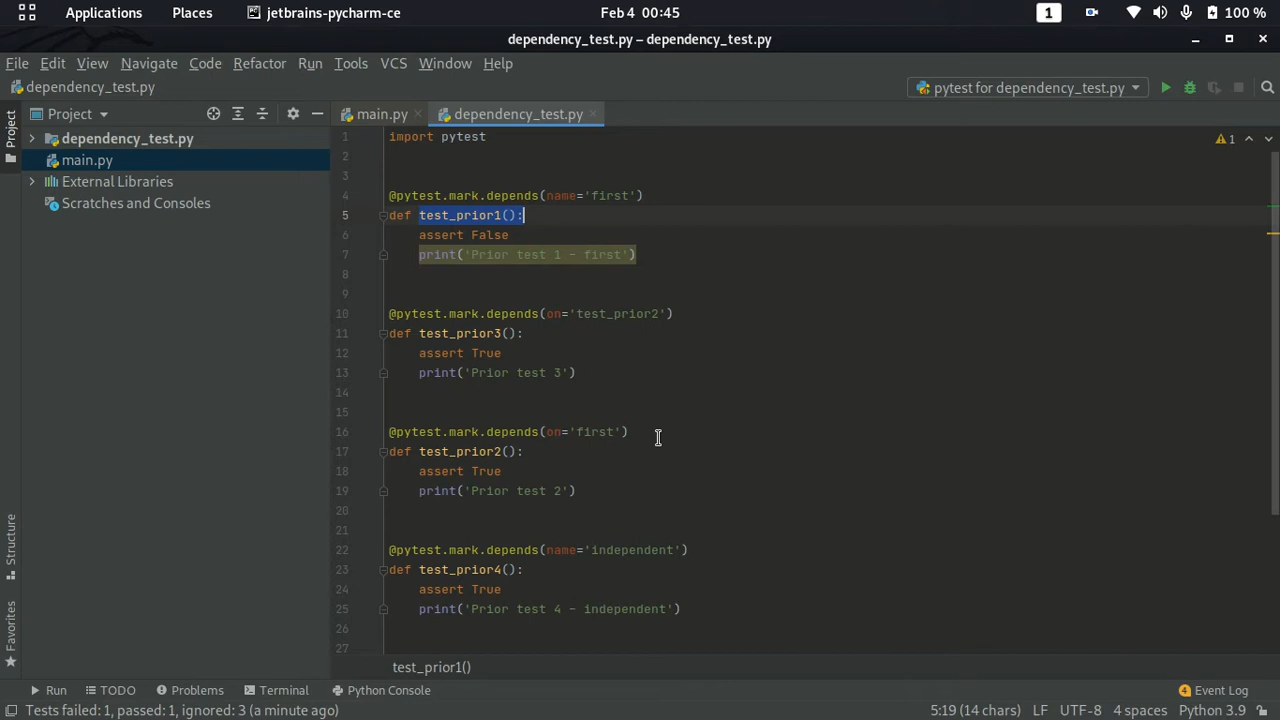 Applications Places jetbrains-pycharm-ce Feb 4 00:45 1 100 %
dependency_test.py – dependency_test.py
File Edit View Navigate Code Refactor Run Tools VCS Window Help
dependency_test.py pytest for dependency_test.py
Project Project main.py dependency_test.py
dependency_test.py
main.py
External Libraries
Scratches and Consoles
1 import pytest 1
2
3
4 @pytest.mark.depends(name='first')
5 def test_prior1():
6 assert False
7 print('Prior test 1 - first')
8
9
10 @pytest.mark.depends(on='test_prior2')
11 def test_prior3():
12 assert True
13 print('Prior test 3')
14
15
16 @pytest.mark.depends(on='first')
17 def test_prior2():
18 assert True
19 print('Prior test 2')
20
21
22 @pytest.mark.depends(name='independent')
23 def test_prior4():
24 assert True
25 print('Prior test 4 - independent')
26
27
Structure
Favorites
test_prior1()
Run TODO Problems Terminal Python Console 4 Event Log
Tests failed: 1, passed: 1, ignored: 3 (a minute ago) 5:19 (14 chars) LF UTF-8 4 spaces Python 3.9